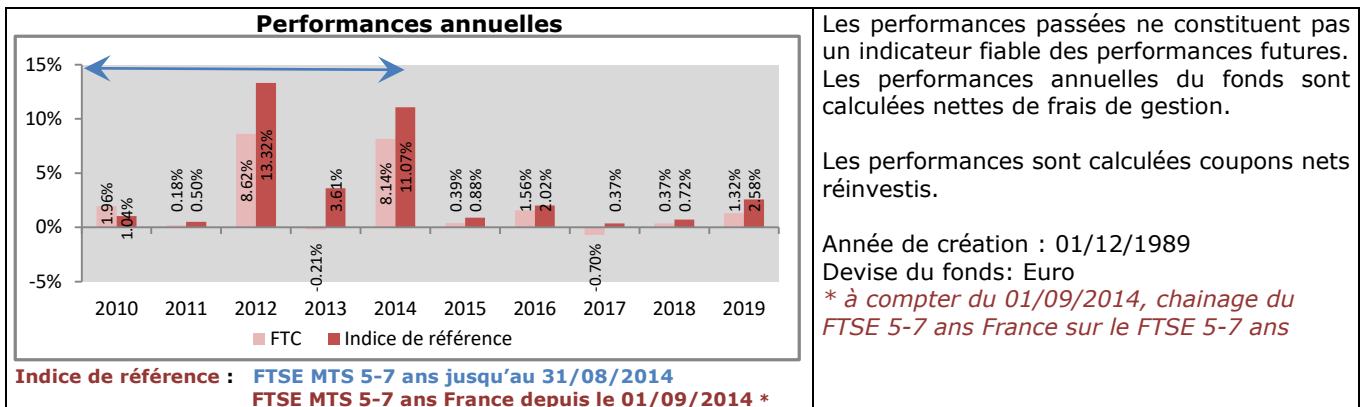 Performances annuelles
15%
10%
5%
0%
-5%
1.96%
1.04%
0.18%
0.50%
8.62%
13.32%
-0.21%
3.61%
8.14%
11.07%
0.39%
0.88%
1.56%
2.02%
-0.70%
0.37%
0.37%
0.72%
1.32%
2.58%
2010 2011 2012 2013 2014 2015 2016 2017 2018 2019
FTC Indice de référence
Indice de référence : FTSE MTS 5-7 ans jusqu'au 31/08/2014
FTSE MTS 5-7 ans France depuis le 01/09/2014 *
Les performances passées ne constituent pas
un indicateur fiable des performances futures.
Les performances annuelles du fonds sont
calculées nettes de frais de gestion.
Les performances sont calculées coupons nets
réinvestis.
Année de création : 01/12/1989
Devise du fonds: Euro
* à compter du 01/09/2014, chainage du
FTSE 5-7 ans France sur le FTSE 5-7 ans